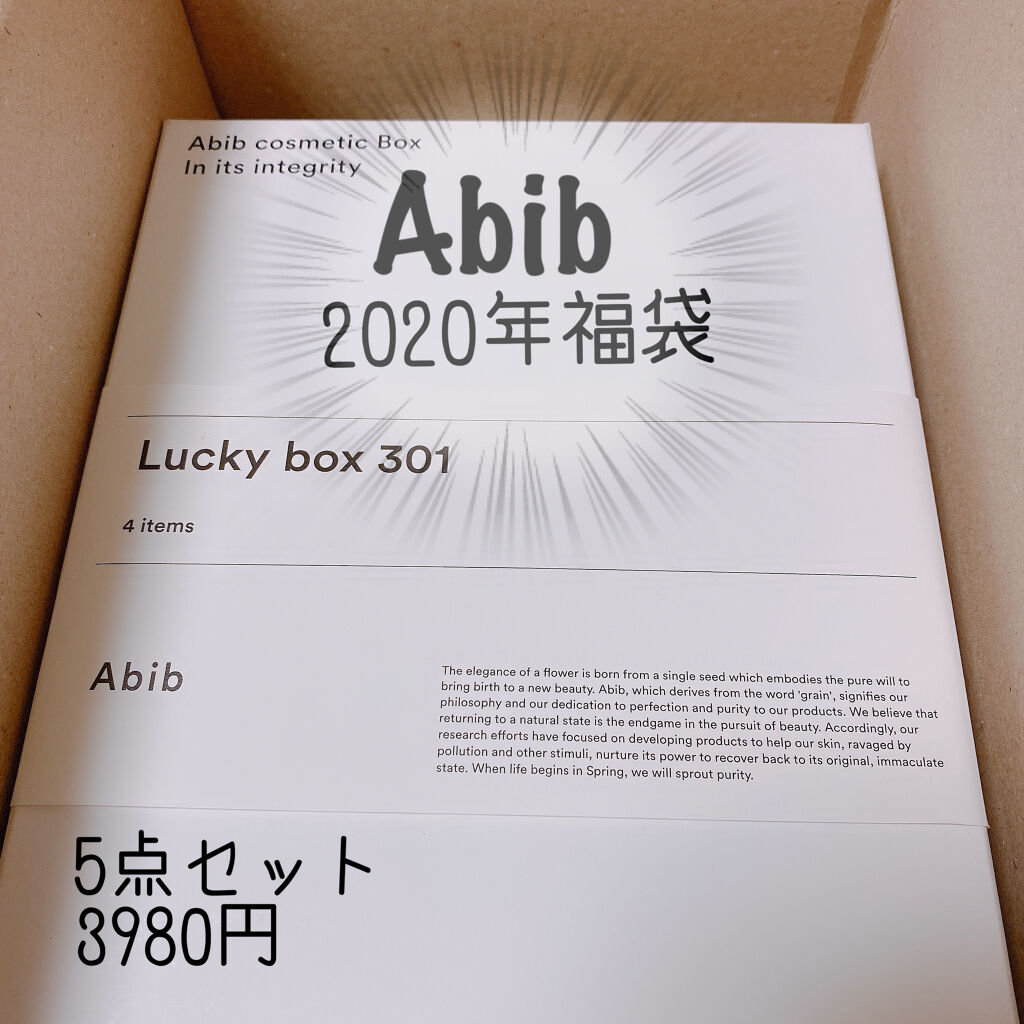 Abib cosmetic Box
In its integrity
Abib
2020年福袋
Lucky box 301
4 items
Abib
The elegance of a flower is born from a single seed which embodies the pure will to
bring birth to a new beauty. Abib, which derives from the word 'grain', signifies our
philosophy and our dedication to perfection and purity to our products. We believe that
returning to a natural state is the endgame in the pursuit of beauty. Accordingly, our
research efforts have focused on developing products to help our skin, ravaged by
pollution and other stimuli, nurture its power to recover back to its original, immaculate
state. When life begins in Spring, we will sprout purity.
5点セット
3980円